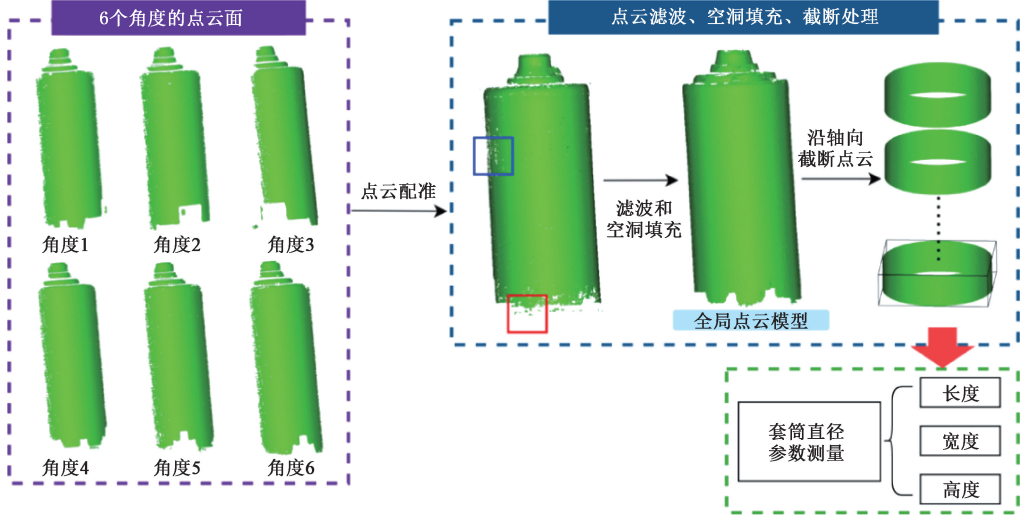 6个角度的点云面
角度1
角度2
角度3
角度4
角度5
角度6
点云配准
点云滤波、空洞填充、截断处理
滤波和
空洞填充
全局点云模型
沿轴向
截断点云
套筒直径
参数测量
长度
宽度
高度